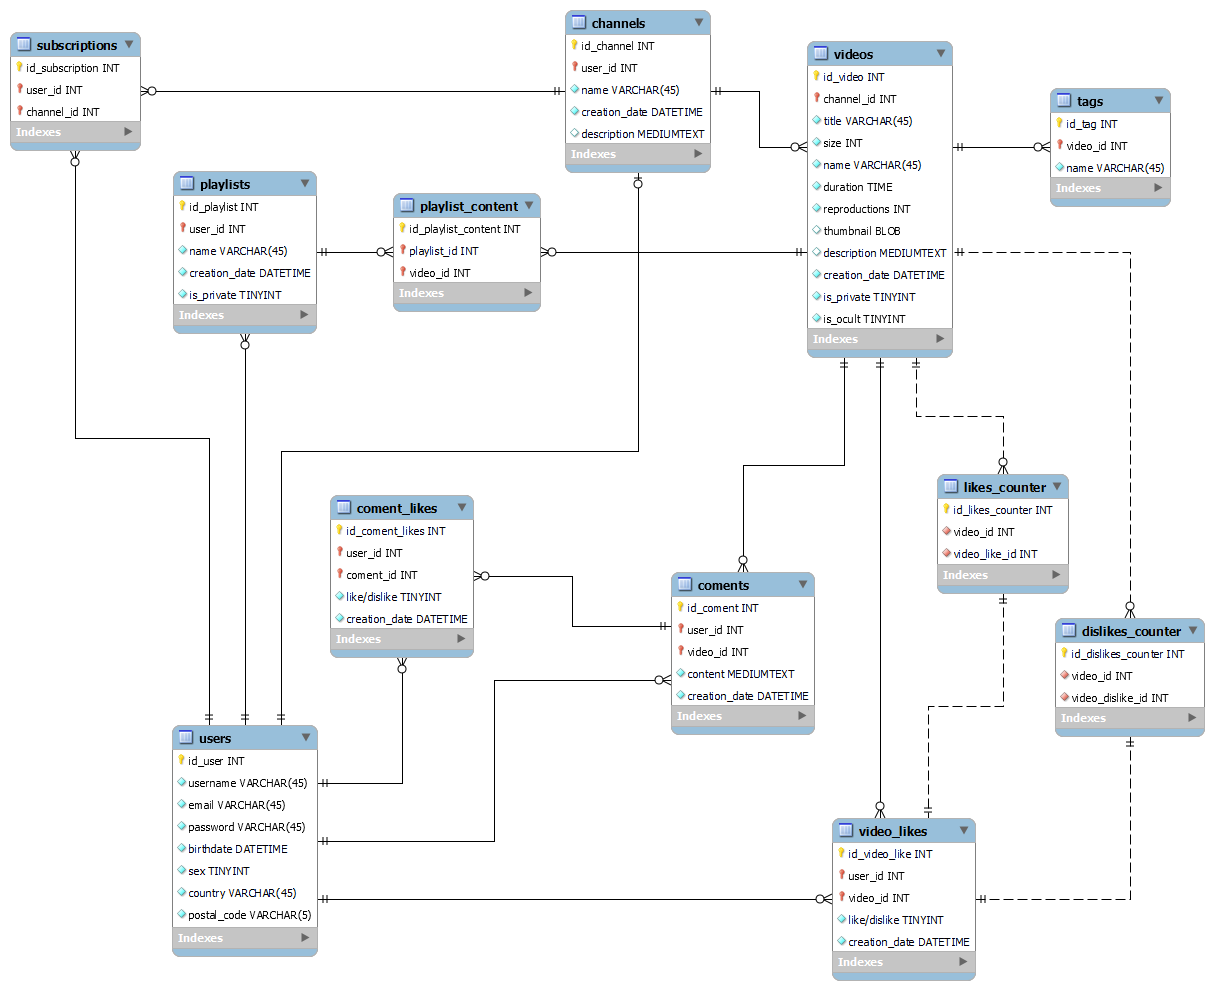 subscriptions
id_subscription INT
user_id INT
channel_id INT
Indexes
channels
id_channel INT
user_id INT
name VARCHAR(45)
creation_date DATETIME
description MEDIUMTEXT
Indexes
videos
id_video INT
channel_id INT
title VARCHAR(45)
size INT
name VARCHAR(45)
duration TIME
reproductions INT
thumbnail BLOB
description MEDIUMTEXT
creation_date DATETIME
is_private TINYINT
is_ocult TINYINT
Indexes
tags
id_tag INT
video_id INT
name VARCHAR(45)
Indexes
playlists
id_playlist INT
user_id INT
name VARCHAR(45)
creation_date DATETIME
is_private TINYINT
Indexes
playlist_content
id_playlist_content INT
playlist_id INT
video_id INT
Indexes
coment_likes
id_coment_likes INT
user_id INT
coment_id INT
like/dislike TINYINT
creation_date DATETIME
Indexes
coments
id_coment INT
user_id INT
video_id INT
content MEDIUMTEXT
creation_date DATETIME
Indexes
likes_counter
id_likes_counter INT
video_id INT
video_like_id INT
Indexes
dislikes_counter
id_dislikes_counter INT
video_id INT
video_dislike_id INT
Indexes
users
id_user INT
username VARCHAR(45)
email VARCHAR(45)
password VARCHAR(45)
birthdate DATETIME
sex TINYINT
country VARCHAR(45)
postal_code VARCHAR(5)
Indexes
video_likes
id_video_like INT
user_id INT
video_id INT
like/dislike TINYINT
creation_date DATETIME
Indexes